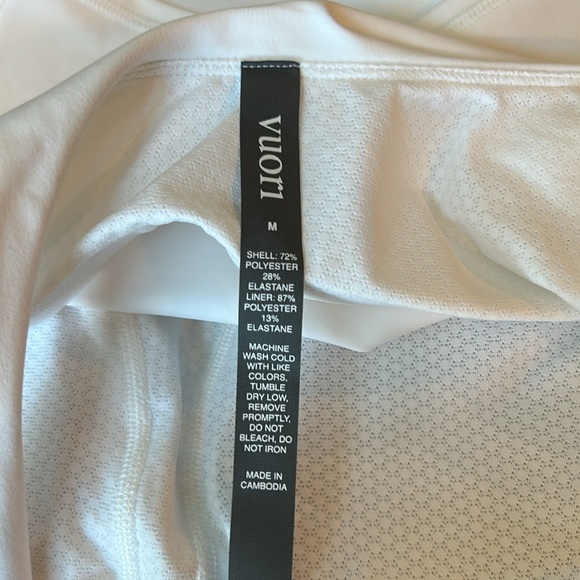 vuori
M
SHELL: 72%
POLYESTER
28%
ELASTANE
LINER: 87%
POLYESTER
13%
ELASTANE
MACHINE
WASH COLD
WITH LIKE
COLORS,
TUMBLE
DRY LOW,
REMOVE
PROMPTLY,
DO NOT
BLEACH, DO
NOT IRON
MADE IN
CAMBODIA